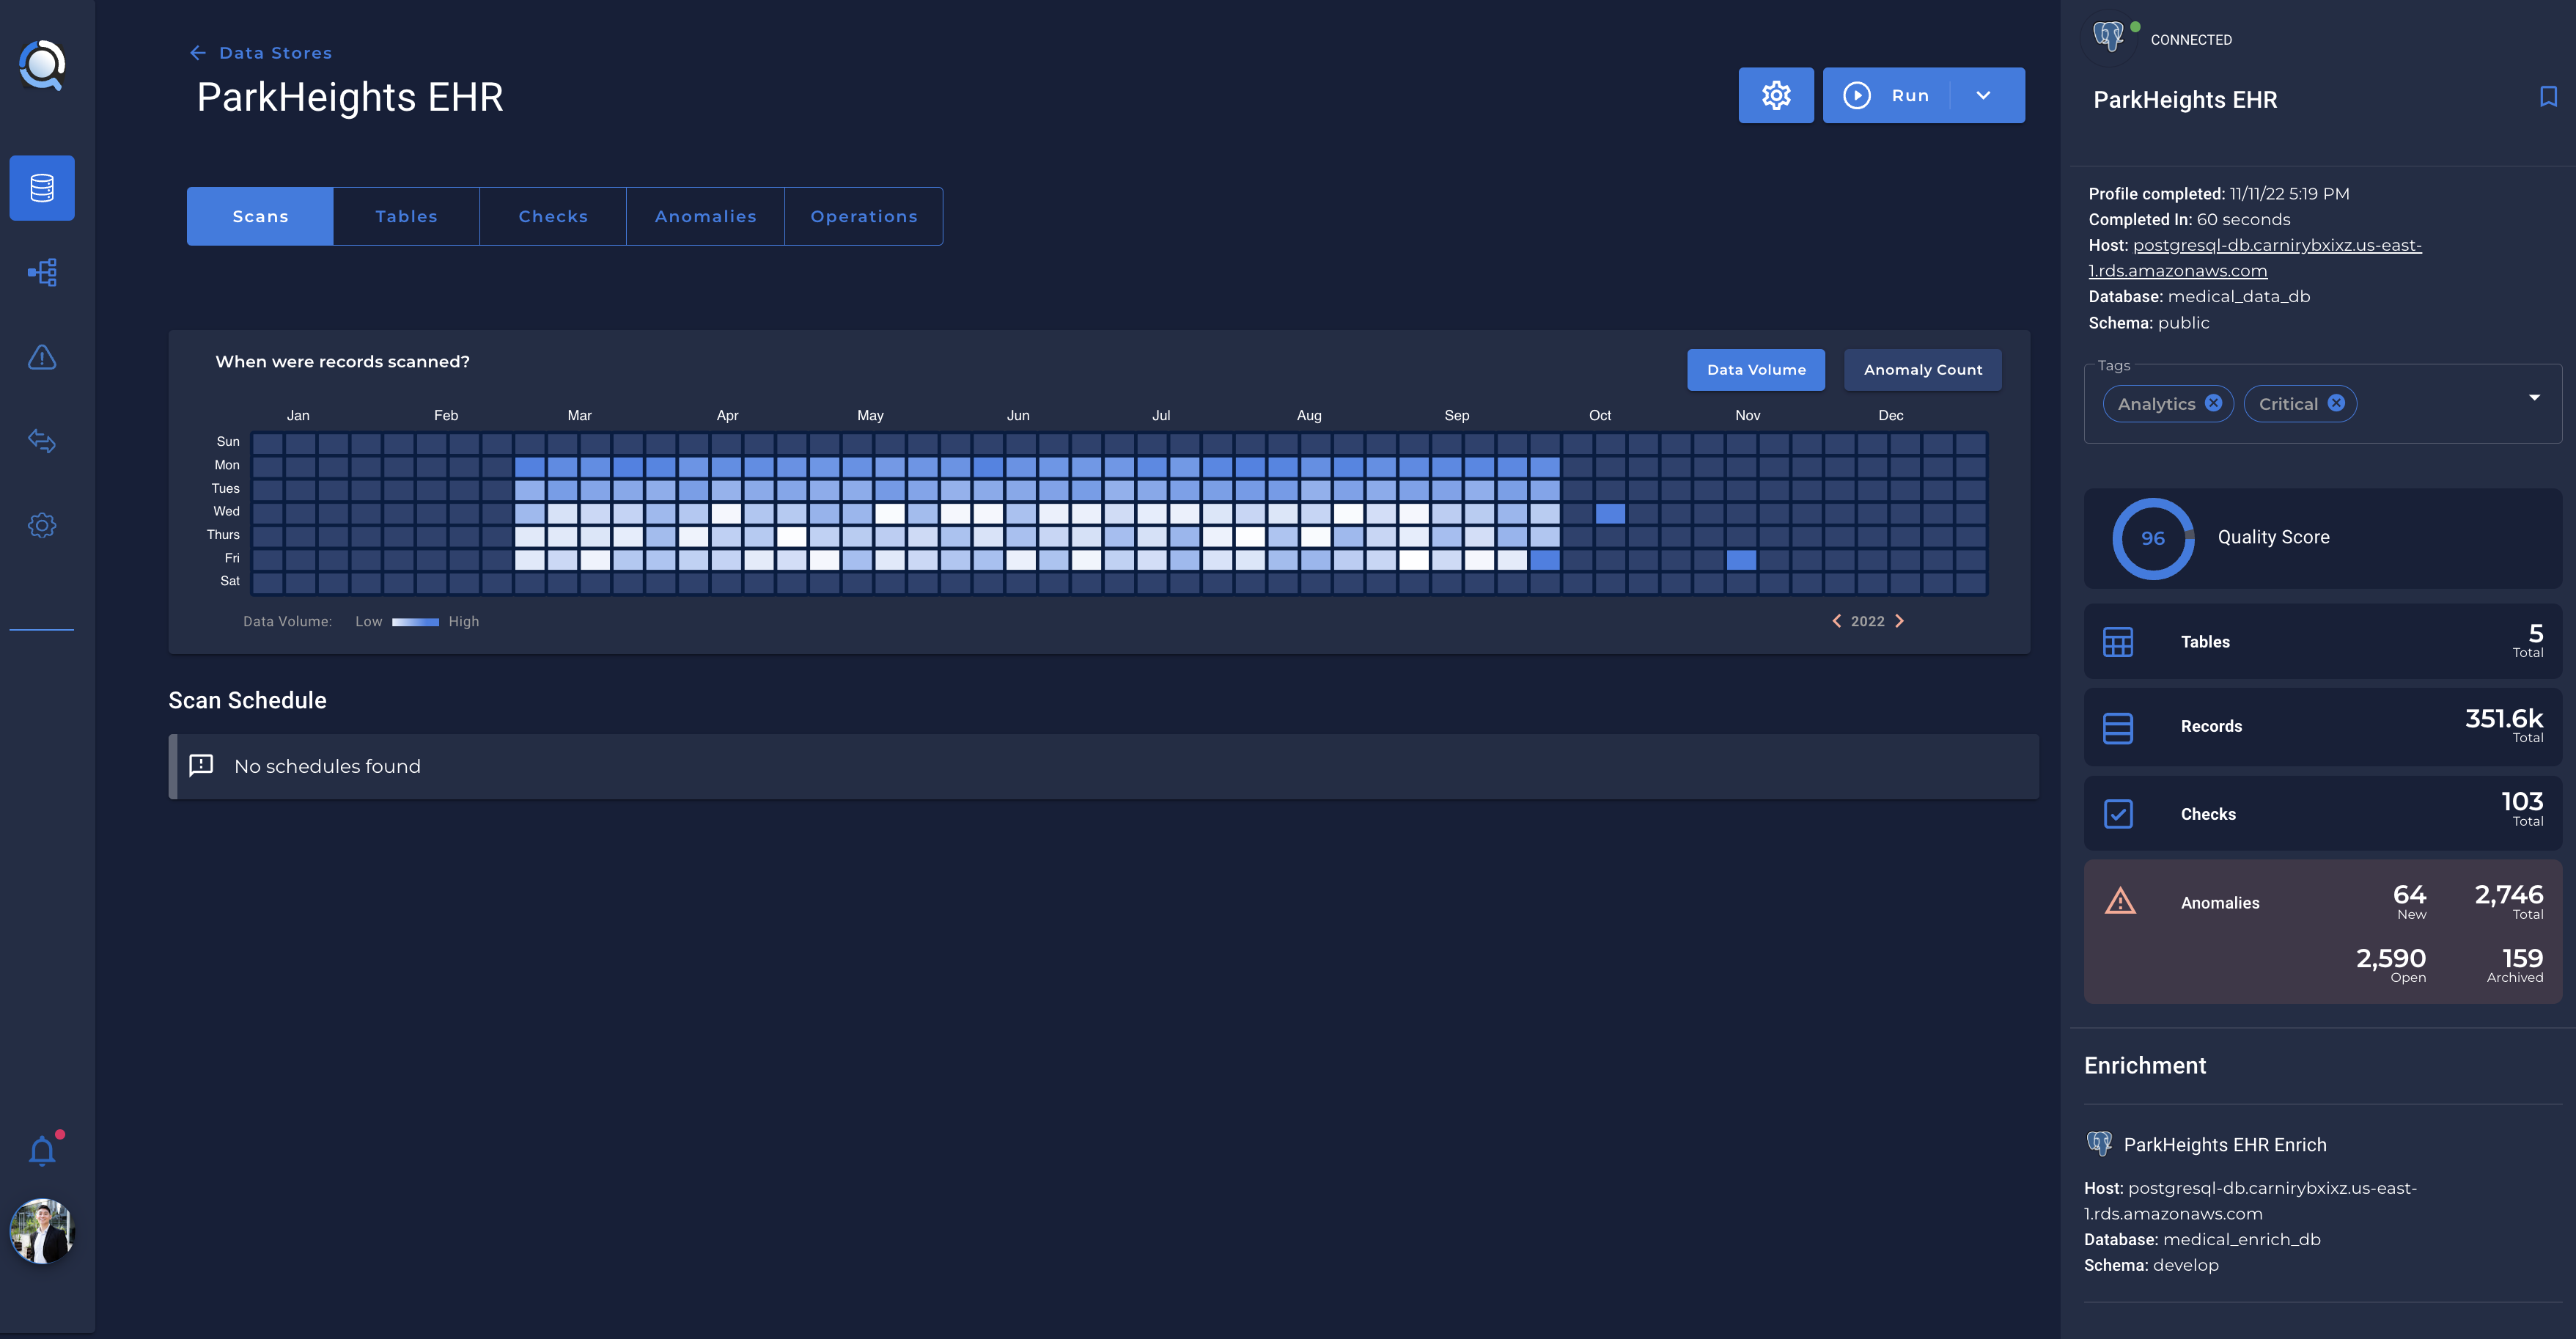 Data Stores
ParkHeights EHR
Run
Scans
Tables
Checks
Anomalies
Operations
When were records scanned?
Data Volume
Anomaly Count
Jan Feb Mar Apr May Jun Jul Aug Sep Oct Nov Dec
Sun
Mon
Tues
Wed
Thurs
Fri
Sat
Data Volume: Low High
2022
Scan Schedule
No schedules found
CONNECTED
ParkHeights EHR
Profile completed: 11/11/22 5:19 PM
Completed In: 60 seconds
Host: postgresql-db.carnirybxixz.us-east-
1.rds.amazonaws.com
Database: medical_data_db
Schema: public
Tags
Analytics
Critical
96
Quality Score
Tables
5
Total
Records
351.6k
Total
Checks
103
Total
Anomalies
64
New
2,746
Total
2,590
Open
159
Archived
Enrichment
ParkHeights EHR Enrich
Host: postgresql-db.carnirybxixz.us-east-
1.rds.amazonaws.com
Database: medical_enrich_db
Schema: develop